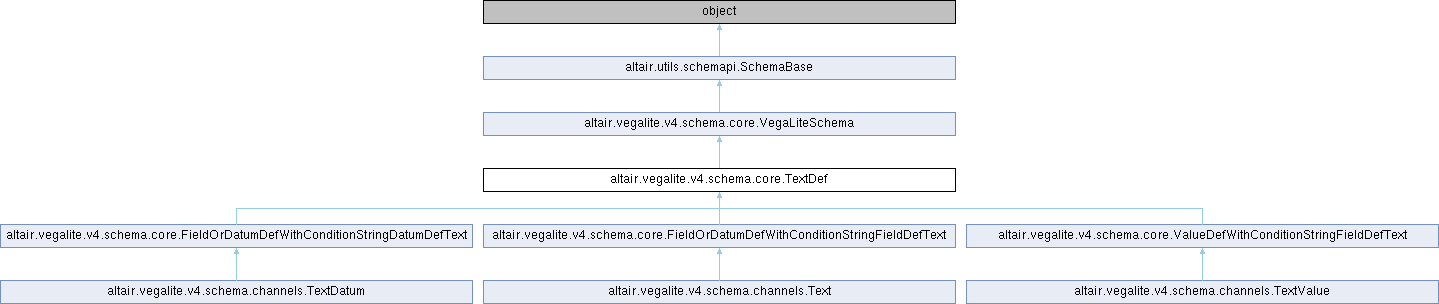 object
altair.utils.schemapi.SchemaBase
altair.vegalite.v4.schema.core.VegaLiteSchema
altair.vegalite.v4.schema.core.TextDef
altair.vegalite.v4.schema.core.FieldOrDatumDefWithConditionStringDatumDefText
altair.vegalite.v4.schema.core.FieldOrDatumDefWithConditionStringFieldDefText
altair.vegalite.v4.schema.core.ValueDefWithConditionStringFieldDefText
altair.vegalite.v4.schema.channels.TextDatum
altair.vegalite.v4.schema.channels.Text
altair.vegalite.v4.schema.channels.TextValue